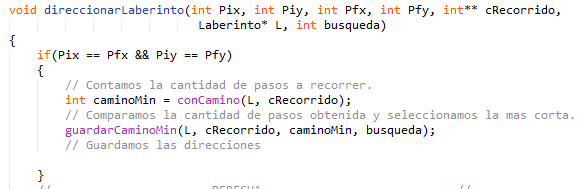 void direccionarLaberinto(int Pix, int Piy, int Pfx, int Pfy, int** cRecorrido,
Laberinto* L, int busqueda)
{
if(Pix == Pfx && Piy == Pfy)
{
// Contamos la cantidad de pasos a recorrer.
int caminoMin = conCamino(L, cRecorrido);
// Comparamos la cantidad de pasos obtenida y seleccionamos la mas corta.
guardarCaminoMin(L, cRecorrido, caminoMin, busqueda);
// Guardamos las direcciones
}
// DERECHA //